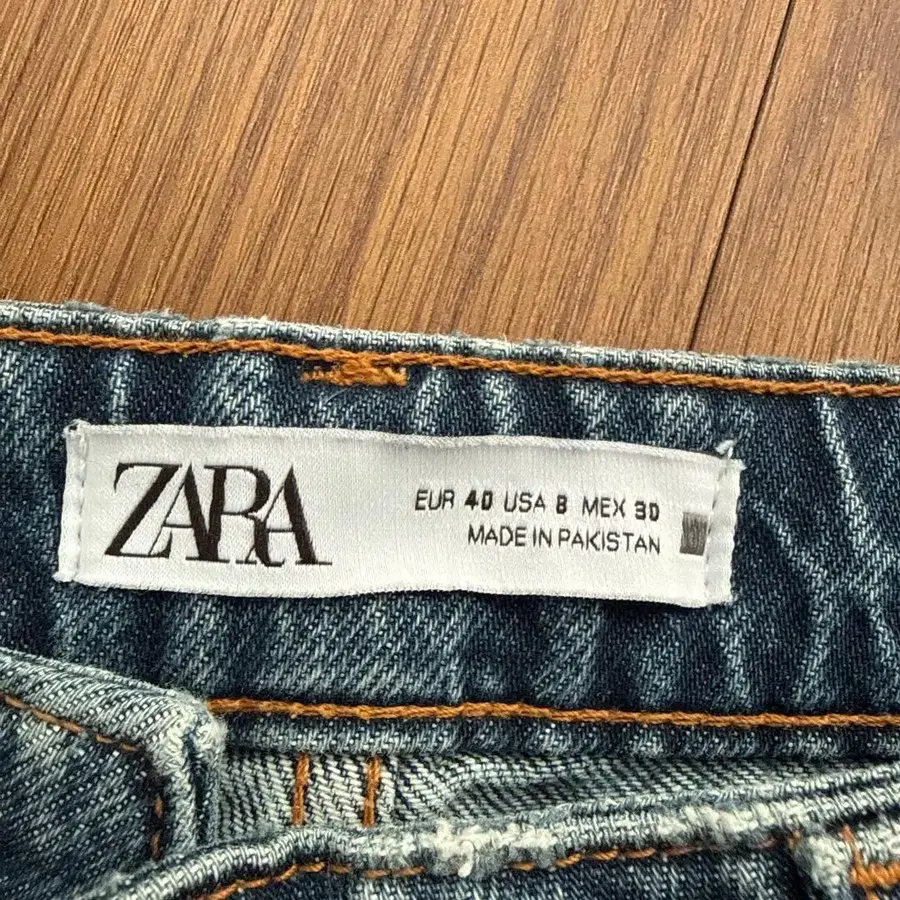 ZARA
EUR 40 USA 8 MEX 30
MADE IN PAKISTAN